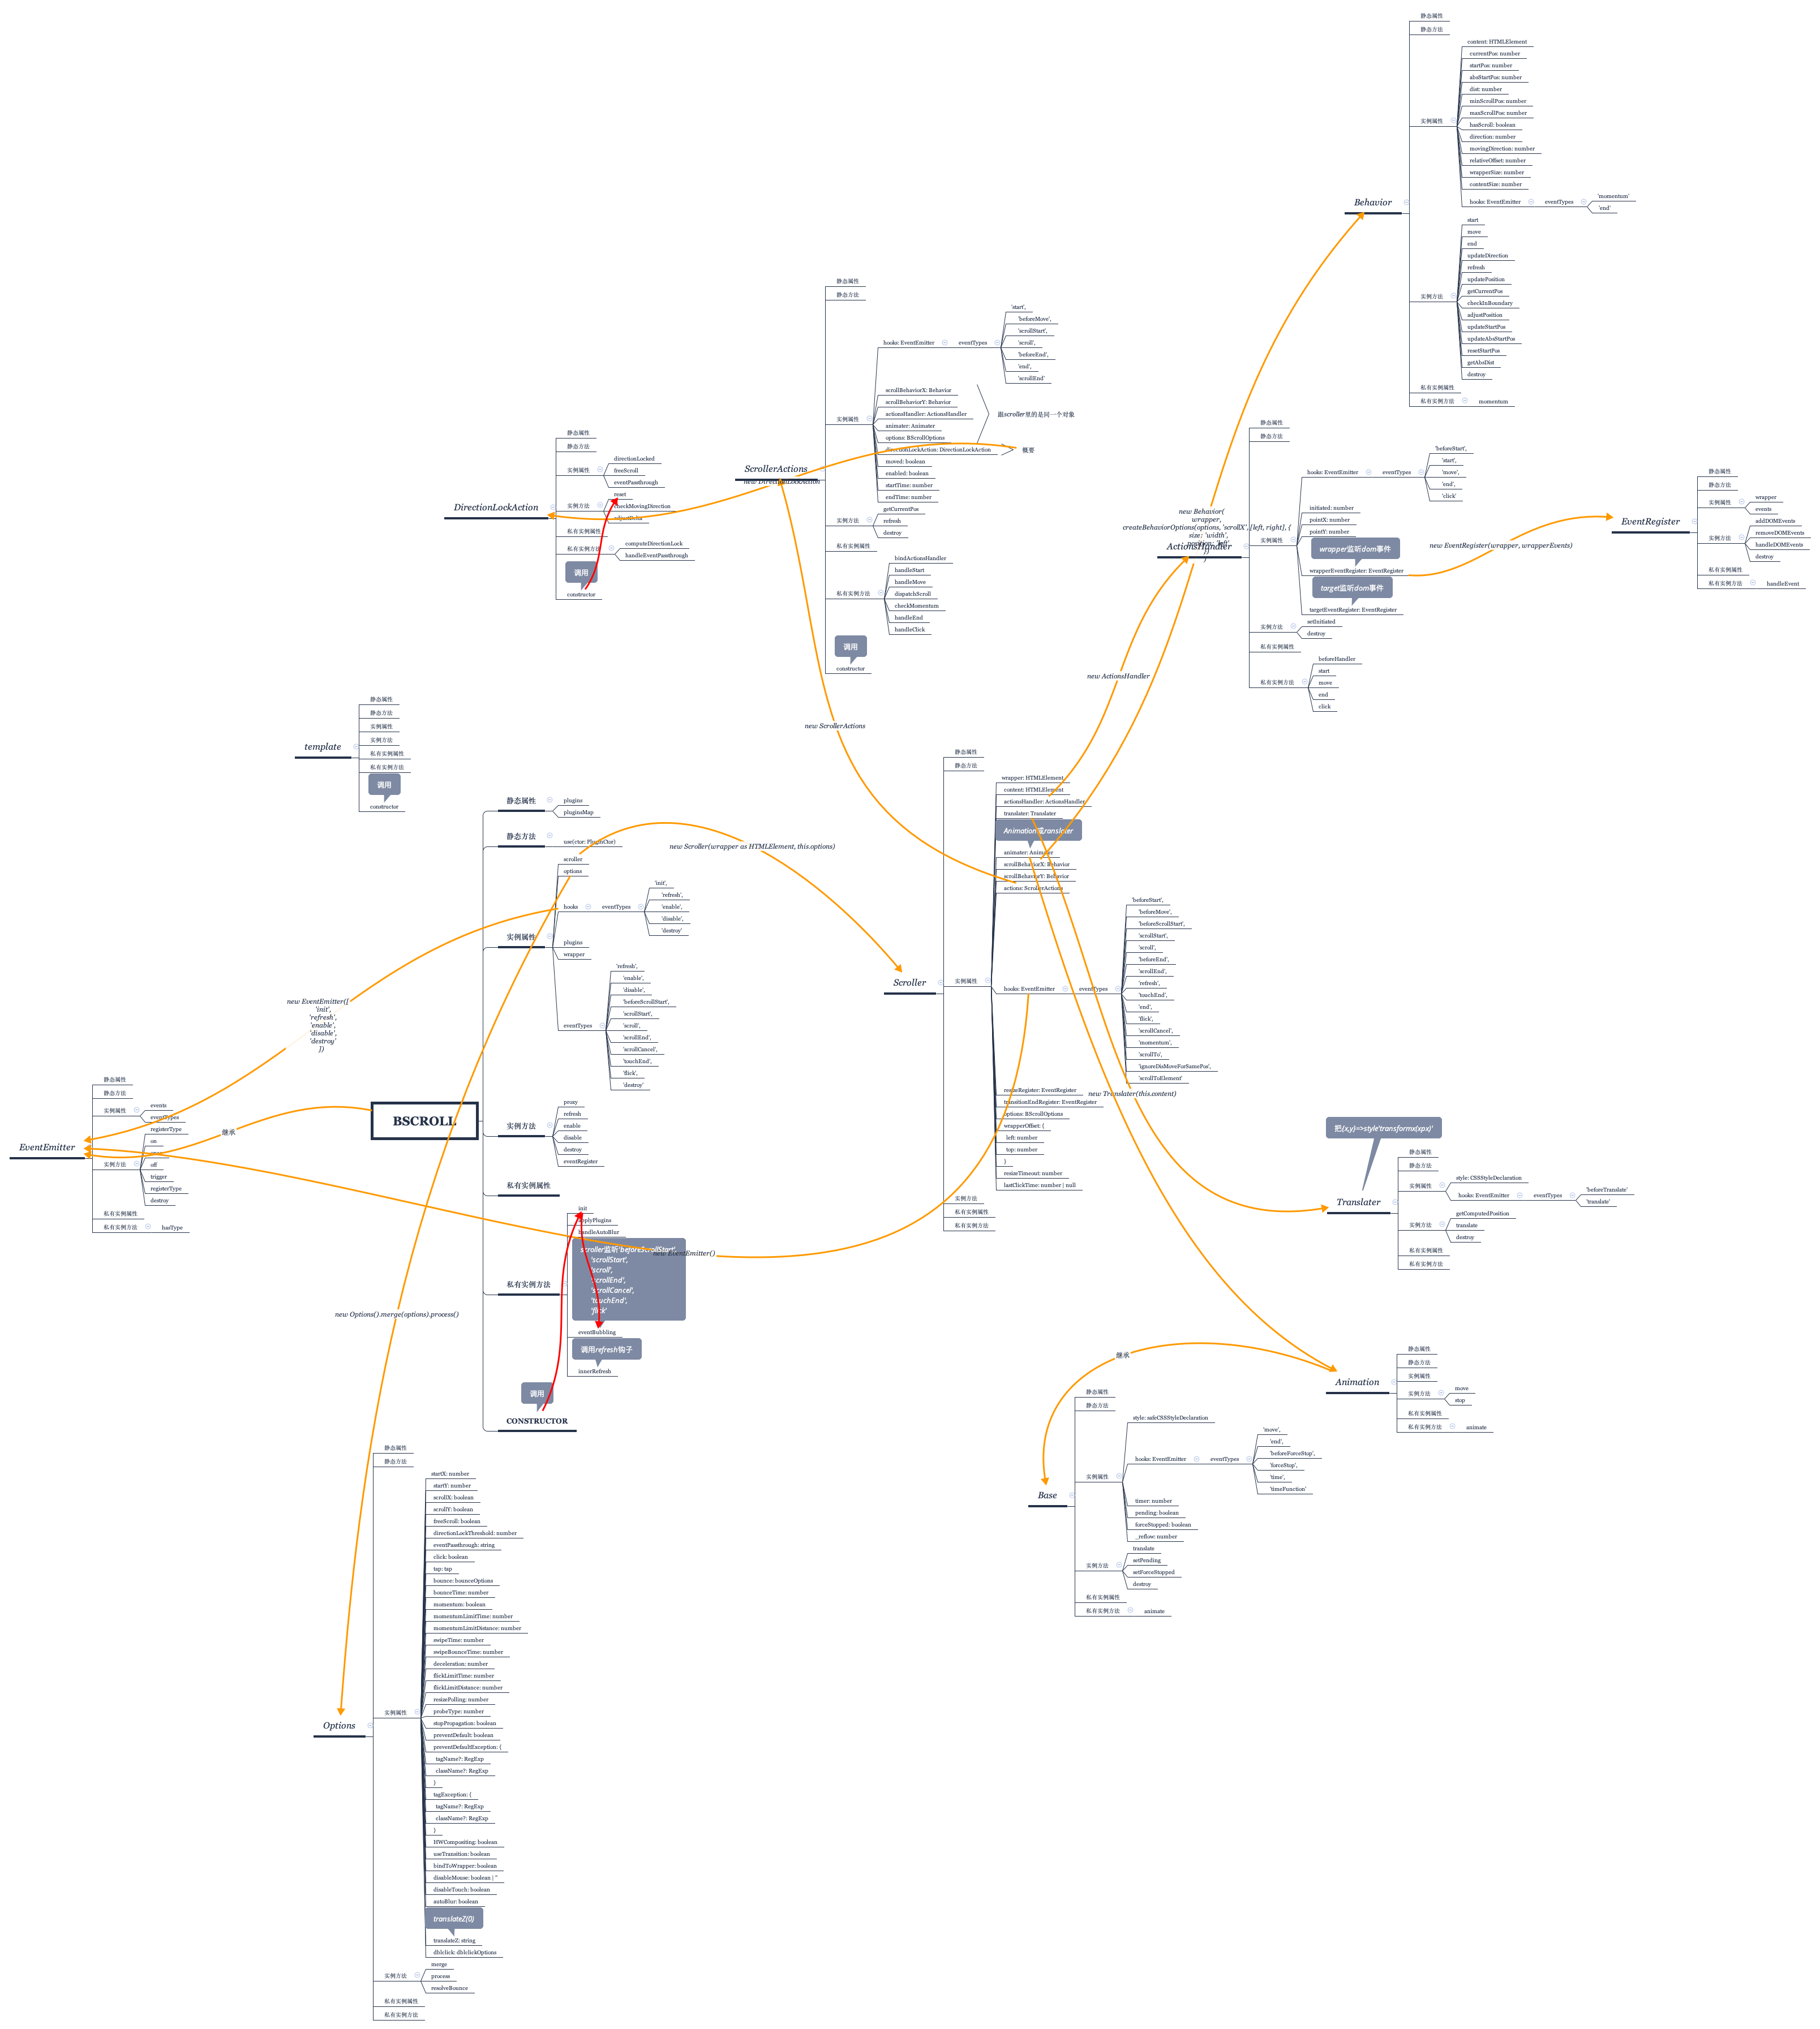 Behavior
静态属性
静态方法
实例属性
content: HTMLElement
currentPos: number
startPos: number
absStartPos: number
dist: number
minScrollPos: number
maxScrollPos: number
hasScroll: boolean
direction: number
movingDirection: number
relativeOffset: number
wrapperSize: number
contentSize: number
hooks: EventEmitter
eventTypes
'momentum'
'end'
实例方法
start
move
end
updateDirection
refresh
updatePosition
getCurrentPos
checkInBoundary
adjustPosition
updateStartPos
updateAbsStartPos
resetStartPos
getAbsDist
destroy
私有实例属性
私有实例方法
momentum
ScrollerActions
静态属性
静态方法
实例属性
hooks: EventEmitter
eventTypes
'start',
'beforeMove',
'scrollStart',
'scroll',
'beforeEnd',
'end',
'scrollEnd'
scrollBehaviorX: Behavior
scrollBehaviorY: Behavior
actionsHandler: ActionsHandler
animater: Animater
options: BScrollOptions
跟scroller里的是同一个对象
directionLockAction: DirectionLockAction
概要
moved: boolean
enabled: boolean
startTime: number
endTime: number
实例方法
getCurrentPos
refresh
destroy
私有实例属性
私有实例方法
bindActionsHandler
handleStart
handleMove
dispatchScroll
checkMomentum
handleEnd
handleClick
调用
constructor
new DirectionLockAction
DirectionLockAction
静态属性
静态方法
实例属性
directionLocked
freeScroll
eventPassthrough
实例方法
reset
checkMovingDirection
adjustDelta
私有实例属性
私有实例方法
computeDirectionLock
handleEventPassthrough
调用
constructor
ActionsHandler
静态属性
静态方法
实例属性
hooks: EventEmitter
eventTypes
'beforeStart',
'start',
'move',
'end',
'click'
initiated: number
pointX: number
pointY: number
wrapper监听dom事件
wrapperEventRegister: EventRegister
target监听dom事件
targetEventRegister: EventRegister
实例方法
setInitiated
destroy
私有实例属性
私有实例方法
beforeHandler
start
move
end
click
new Behavior(
wrapper,
createBehaviorOptions(options, 'scrollX', [left, right], {
size: 'width',
position: 'left'
})
)
new EventRegister(wrapper, wrapperEvents)
EventRegister
静态属性
静态方法
实例属性
wrapper
events
实例方法
addDOMEvents
removeDOMEvents
handleDOMEvents
destroy
私有实例属性
私有实例方法
handleEvent
new ActionsHandler
new ScrollerActions
template
静态属性
静态方法
实例属性
实例方法
私有实例属性
私有实例方法
调用
constructor
BSCROLL
静态属性
plugins
pluginsMap
静态方法
use(ctor: PluginCtor)
实例属性
scroller
options
hooks
eventTypes
'init',
'refresh',
'enable',
'disable',
'destroy'
plugins
wrapper
eventTypes
'refresh',
'enable',
'disable',
'beforeScrollStart',
'scrollStart',
'scroll',
'scrollEnd',
'scrollCancel',
'touchEnd',
'flick',
'destroy'
实例方法
proxy
refresh
enable
disable
destroy
eventRegister
私有实例属性
私有实例方法
init
applyPlugins
handleAutoBlur
scroller监听'beforeScrollStart',
'scrollStart',
'scroll',
'scrollEnd',
'scrollCancel',
'touchEnd',
'flick'
eventBubbling
调用refresh钩子
innerRefresh
调用
CONSTRUCTOR
new Scroller(wrapper as HTMLElement, this.options)
new EventEmitter([
'init',
'refresh',
'enable',
'disable',
'destroy'
])
继承
new EventEmitter()
new Options().merge(options).process()
EventEmitter
静态属性
静态方法
实例属性
events
eventTypes
实例方法
registerType
on
off
trigger
registerType
destroy
私有实例属性
私有实例方法
hasType
Scroller
静态属性
静态方法
实例属性
wrapper: HTMLElement
content: HTMLElement
actionsHandler: ActionsHandler
translater: Translater
Animation或ranslater
animater: Animater
scrollBehaviorX: Behavior
scrollBehaviorY: Behavior
actions: ScrollerActions
hooks: EventEmitter
eventTypes
'beforeStart',
'beforeMove',
'beforeScrollStart',
'scrollStart',
'scroll',
'beforeEnd',
'scrollEnd',
'refresh',
'touchEnd',
'end',
'flick',
'scrollCancel',
'momentum',
'scrollTo',
'ignoreDisMoveForSamePos',
'scrollToElement'
resizeRegister: EventRegister
transitionEndRegister: EventRegister
options: BScrollOptions
wrapperOffset: {
left: number
top: number
}
resizeTimeout: number
lastClickTime: number | null
实例方法
私有实例属性
私有实例方法
new Translater(this.content)
把(x,y)=>style'transformx(xpx)'
Translater
静态属性
静态方法
实例属性
style: CSSStyleDeclaration
hooks: EventEmitter
eventTypes
'beforeTranslate'
'translate'
实例方法
getComputedPosition
translate
destroy
私有实例属性
私有实例方法
Animation
静态属性
静态方法
实例属性
实例方法
move
stop
私有实例属性
私有实例方法
animate
继承
Base
静态属性
静态方法
实例属性
style: safeCSSStyleDeclaration
hooks: EventEmitter
eventTypes
'move',
'end',
'beforeForceStop',
'forceStop',
'time',
'timeFunction'
timer: number
pending: boolean
forceStopped: boolean
_reflow: number
实例方法
translate
setPending
setForceStopped
destroy
私有实例属性
私有实例方法
animate
Options
静态属性
静态方法
实例属性
startX: number
startY: number
scrollX: boolean
scrollY: boolean
freeScroll: boolean
directionLockThreshold: number
eventPassthrough: string
click: boolean
tap: tap
bounce: bounceOptions
bounceTime: number
momentum: boolean
momentumLimitTime: number
momentumLimitDistance: number
swipeTime: number
swipeBounceTime: number
deceleration: number
flickLimitTime: number
flickLimitDistance: number
resizePolling: number
probeType: number
stopPropagation: boolean
preventDefault: boolean
preventDefaultException: {
tagName?: RegExp
className?: RegExp
}
tagException: {
tagName?: RegExp
className?: RegExp
}
HWCompositing: boolean
useTransition: boolean
bindToWrapper: boolean
disableMouse: boolean | ''
disableTouch: boolean
autoBlur: boolean
translateZ(0)
translateZ: string
dblclick: dblclickOptions
实例方法
merge
process
resolveBounce
私有实例属性
私有实例方法